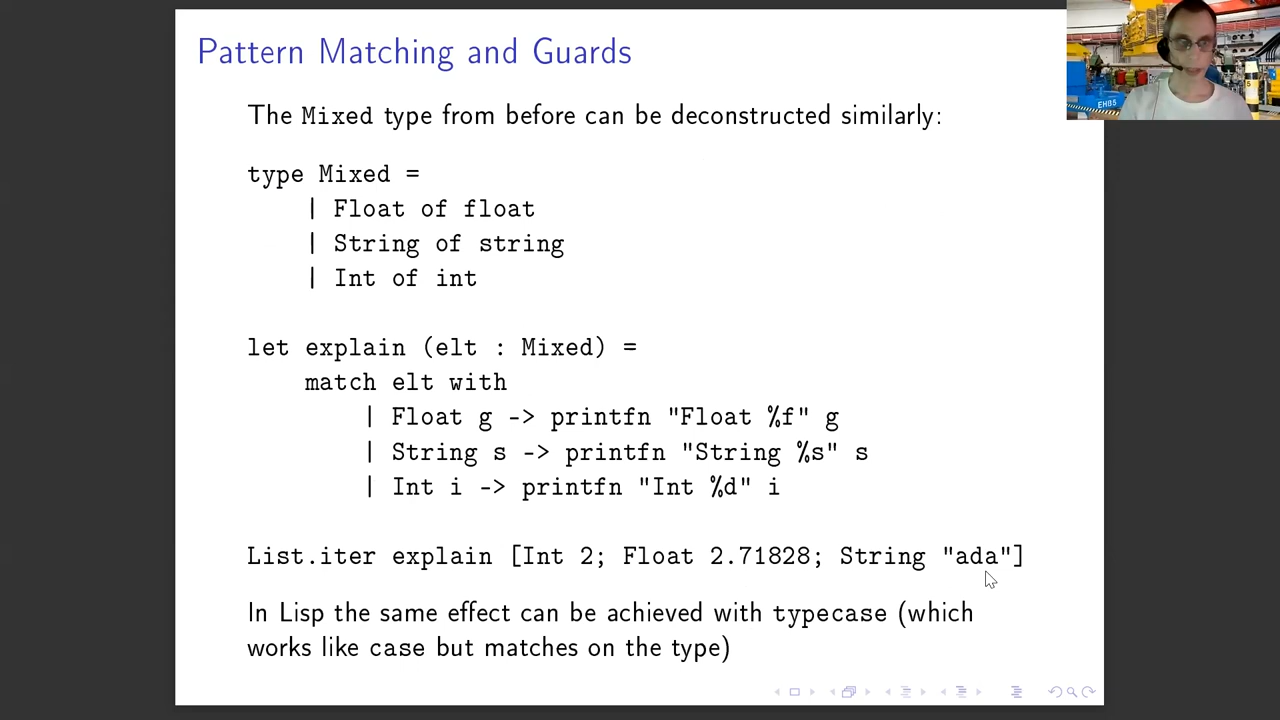 Pattern Matching and Guards
The Mixed type from before can be deconstructed similarly:
type Mixed =
| Float of float
| String of string
| Int of int
let explain (elt : Mixed) =
match elt with
| Float g -> printfn "Float %f" g
| String s -> printfn "String %s" s
| Int i -> printfn "Int %d" i
List.iter explain [Int 2; Float 2.71828; String "ada"]
In Lisp the same effect can be achieved with typecase (which
works like case but matches on the type)
EHB5
5